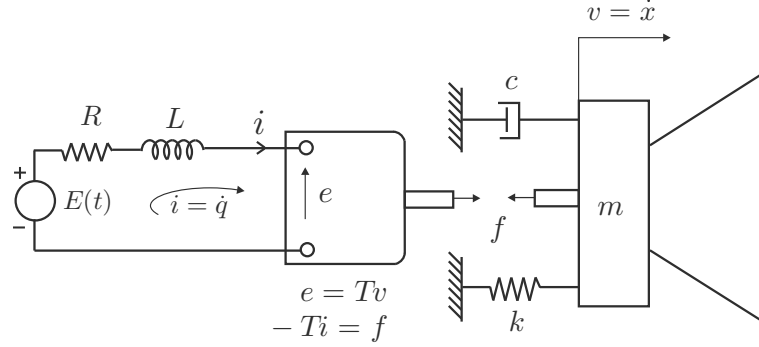 v = ẋ
c
R
L
i
+
E(t)
i = q̇
e
f
m
−
e = Tv
− Ti = f
k